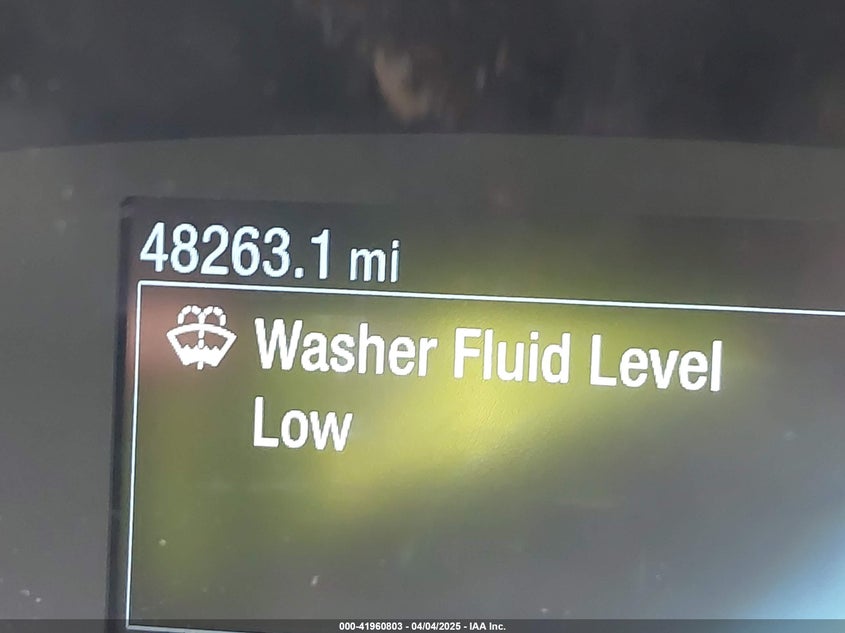 48263.1 mi
Washer Fluid Level
Low
000-41960803 - 04/04/2025 - IAA Inc.